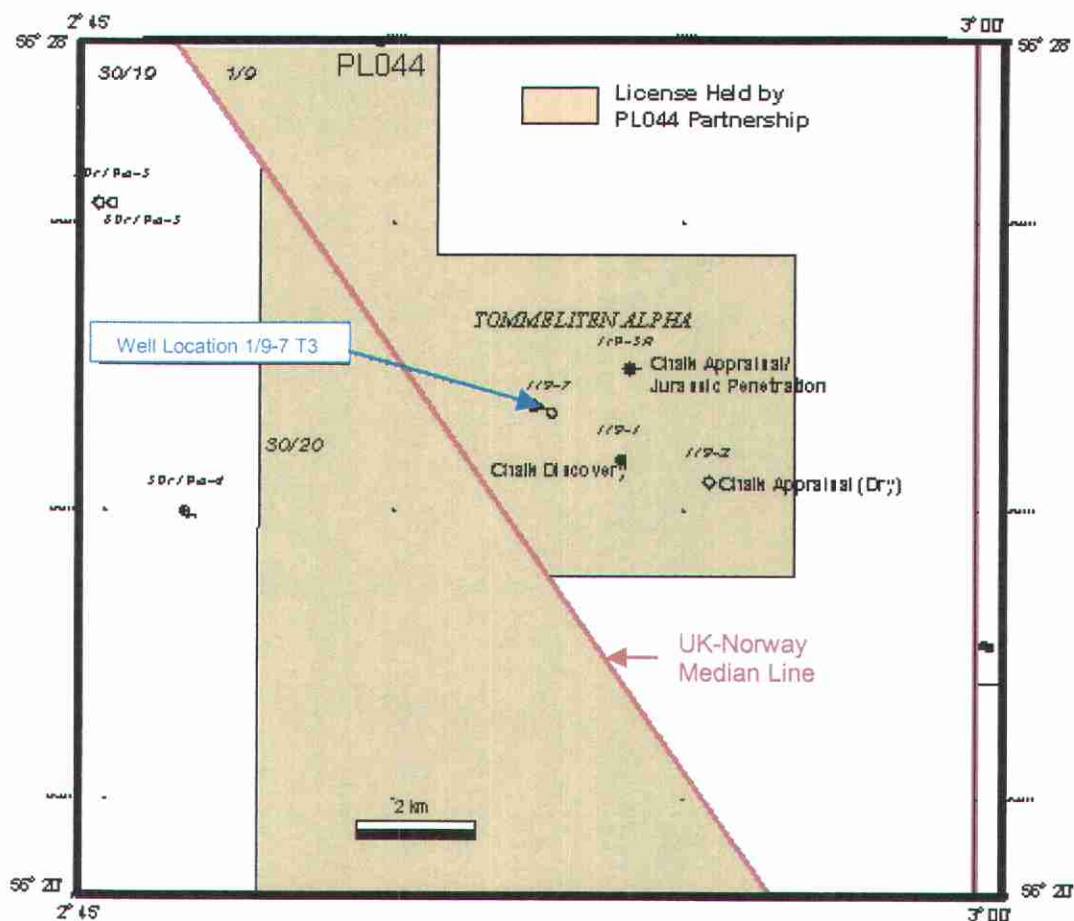 2° 45'
3° 00'
56° 28'
56° 28'
30/19
1/9
PL044
License Held by
PL044 Partnership
TOMMELITEN ALPHA
Well Location 1/9-7 T3
Chalk Appraisal/
Jurassic Penetration
1/9-7
1/9-1
30/20
Chalk Discovery
1/9-2
Chalk Appraisal (Dry)
UK-Norway
Median Line
2 km
56° 20'
56° 20'
2° 45'
3° 00'